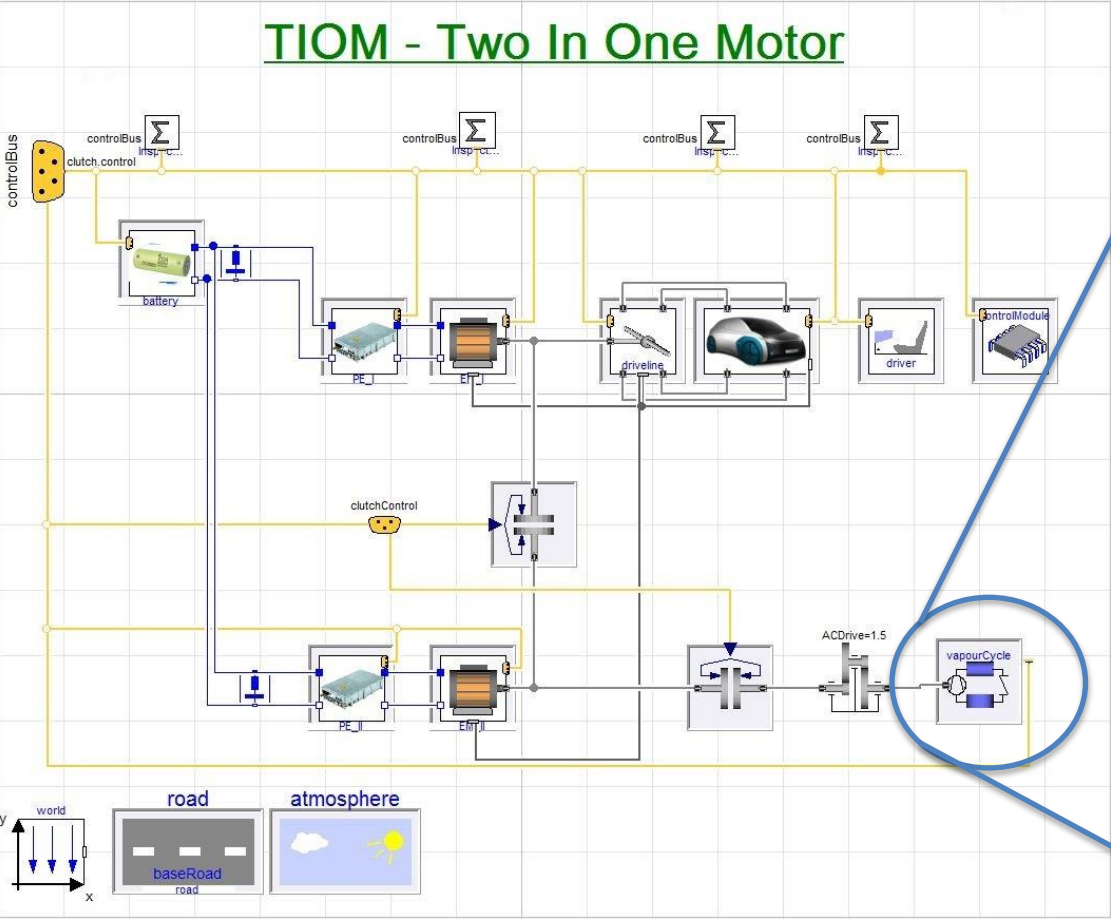 TIOM - Two In One Motor
controlBus
controlBus
controlBus
controlBus
controlBus
clutch.control
battery
PE_I
driveline
driver
ontrolModule
clutchControl
ACDrive=1.5
vapourCycle
PE_II
road
atmosphere
world
y
x
baseRoad
road